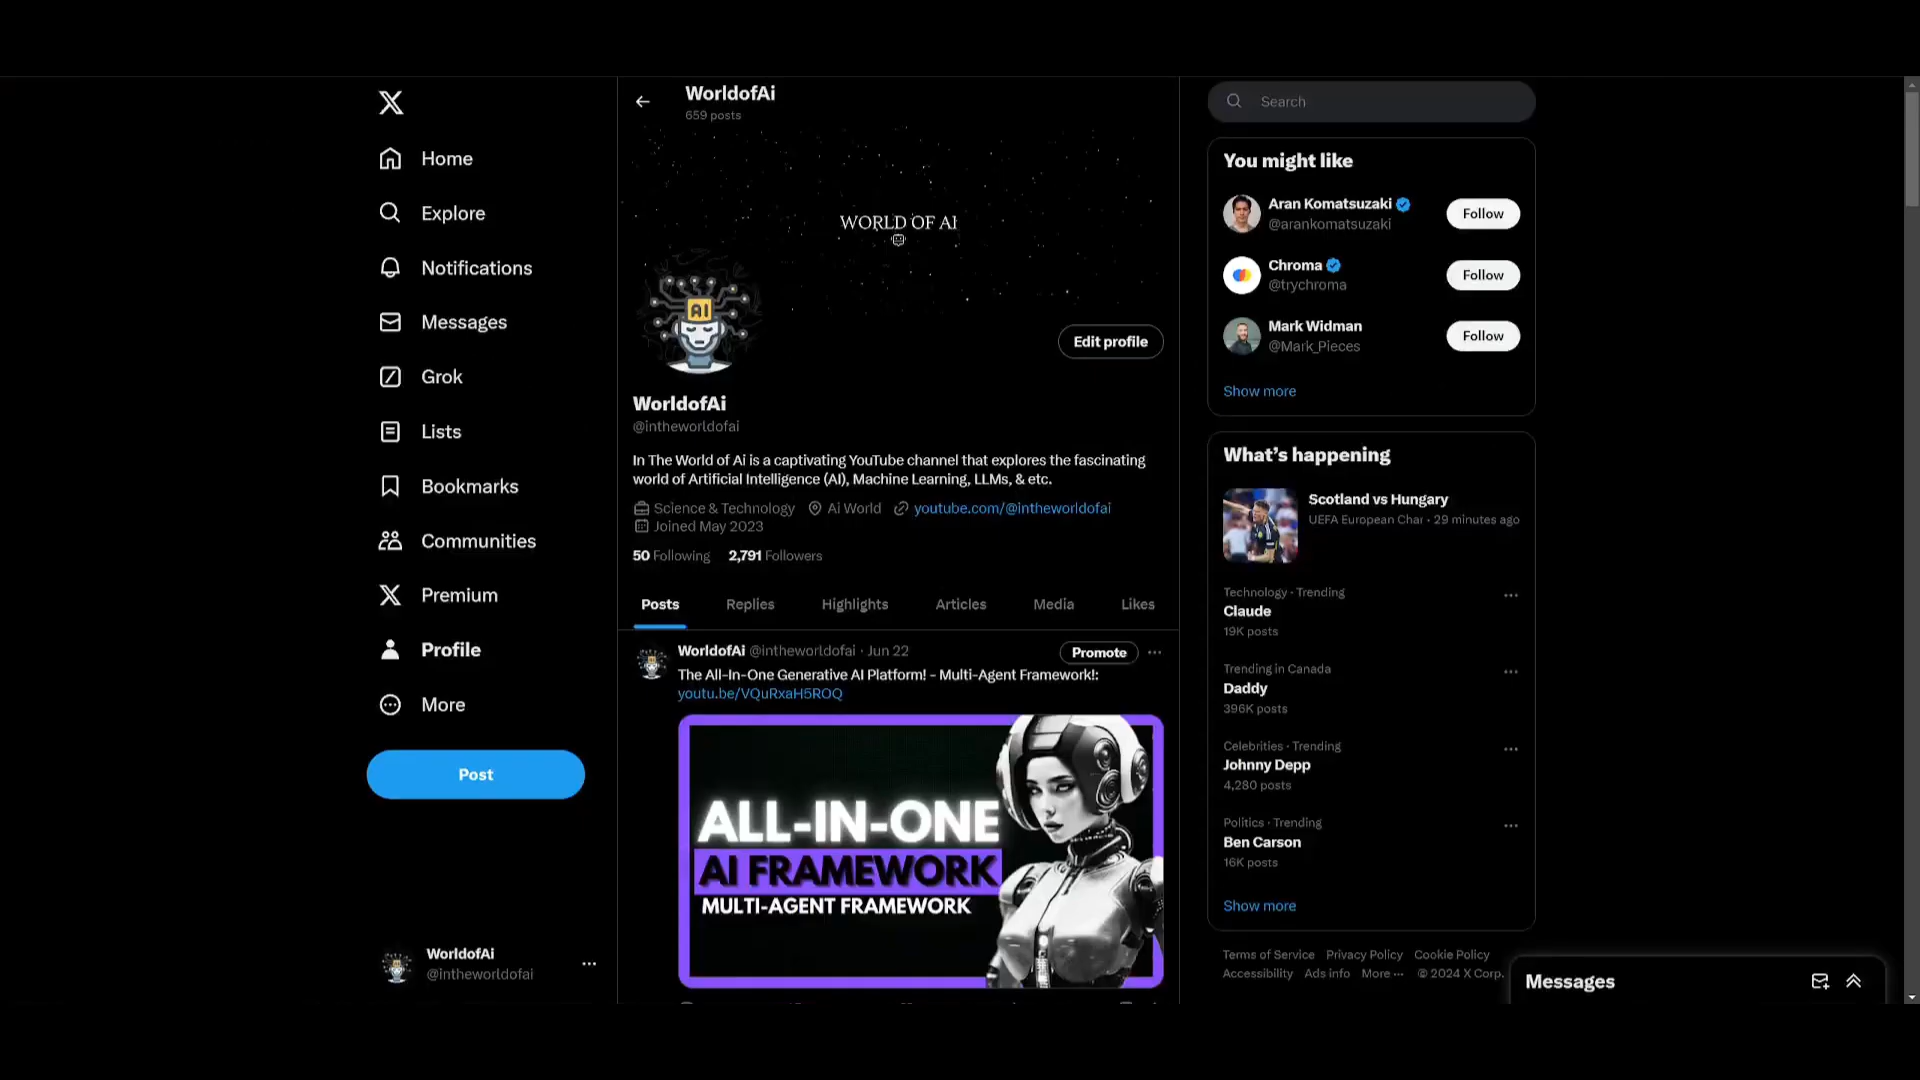 Home
Explore
Notifications
Messages
Grok
Lists
Bookmarks
Communities
Premium
Profile
More
Post
WorldofAi
@intheworldofai
WorldofAi
659 posts
WORLD OF AI
AI
Edit profile
WorldofAi
@intheworldofai
In The World of Ai is a captivating YouTube channel that explores the fascinating
world of Artificial Intelligence (AI), Machine Learning, LLMs, & etc.
Science & Technology Ai World youtube.com/@intheworldofai
Joined May 2023
50 Following 2,791 Followers
Posts Replies Highlights Articles Media Likes
WorldofAi @intheworldofai · Jun 22 Promote
The All-In-One Generative AI Platform! - Multi-Agent Framework!:
youtu.be/VQuRxaH5ROQ
ALL-IN-ONE
AI FRAMEWORK
MULTI-AGENT FRAMEWORK
Search
You might like
Aran Komatsuzaki
@arankomatsuzaki
Follow
Chroma
@trychroma
Follow
Mark Widman
@Mark_Pieces
Follow
Show more
What's happening
Scotland vs Hungary
UEFA European Char · 29 minutes ago
Technology · Trending
Claude
19K posts
Trending in Canada
Daddy
396K posts
Celebrities · Trending
Johnny Depp
4,280 posts
Politics · Trending
Ben Carson
16K posts
Show more
Terms of Service Privacy Policy Cookie Policy
Accessibility Ads info More ··· © 2024 X Corp.
Messages